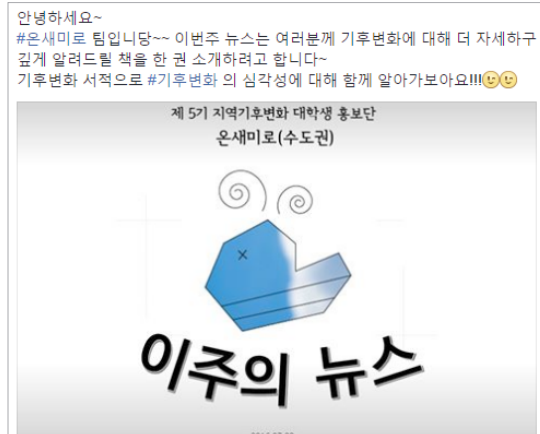 안녕하세요~
#온새미로 팀입니당~~ 이번주 뉴스는 여러분께 기후변화에 대해 더 자세하구
깊게 알려드릴 책을 한 권 소개하려고 합니다~
기후변화 서적으로 #기후변화 의 심각성에 대해 함께 알아가보아요!!!
제 5기 지역기후변화 대학생 홍보단
온새미로(수도권)
이주의 뉴스